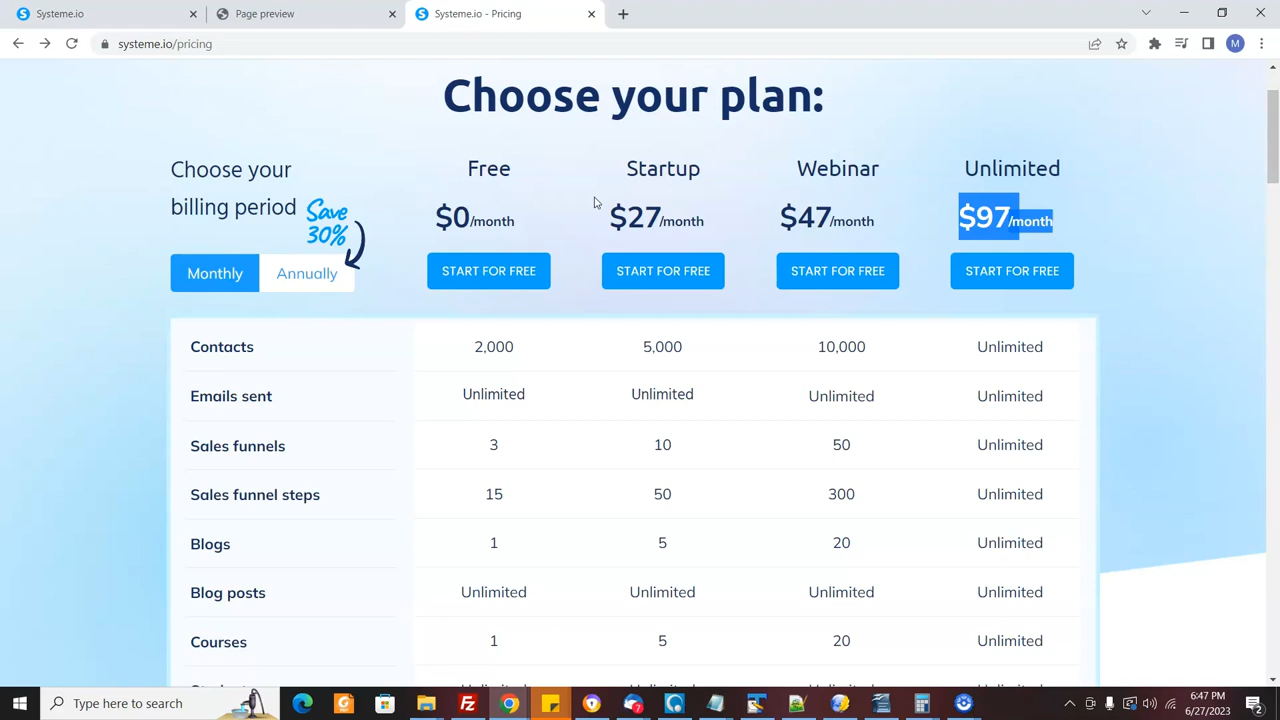 Systeme.io
Page preview
Systeme.io - Pricing
systeme.io/pricing
M
Choose your plan:
Choose your
billing period
Save
30%
Monthly Annually
Free Startup Webinar Unlimited
$0/month $27/month $47/month $97/month
START FOR FREE START FOR FREE START FOR FREE START FOR FREE
Contacts 2,000 5,000 10,000 Unlimited
Emails sent Unlimited Unlimited Unlimited Unlimited
Sales funnels 3 10 50 Unlimited
Sales funnel steps 15 50 300 Unlimited
Blogs 1 5 20 Unlimited
Blog posts Unlimited Unlimited Unlimited Unlimited
Courses 1 5 20 Unlimited
Type here to search
6:47 PM
6/27/2023